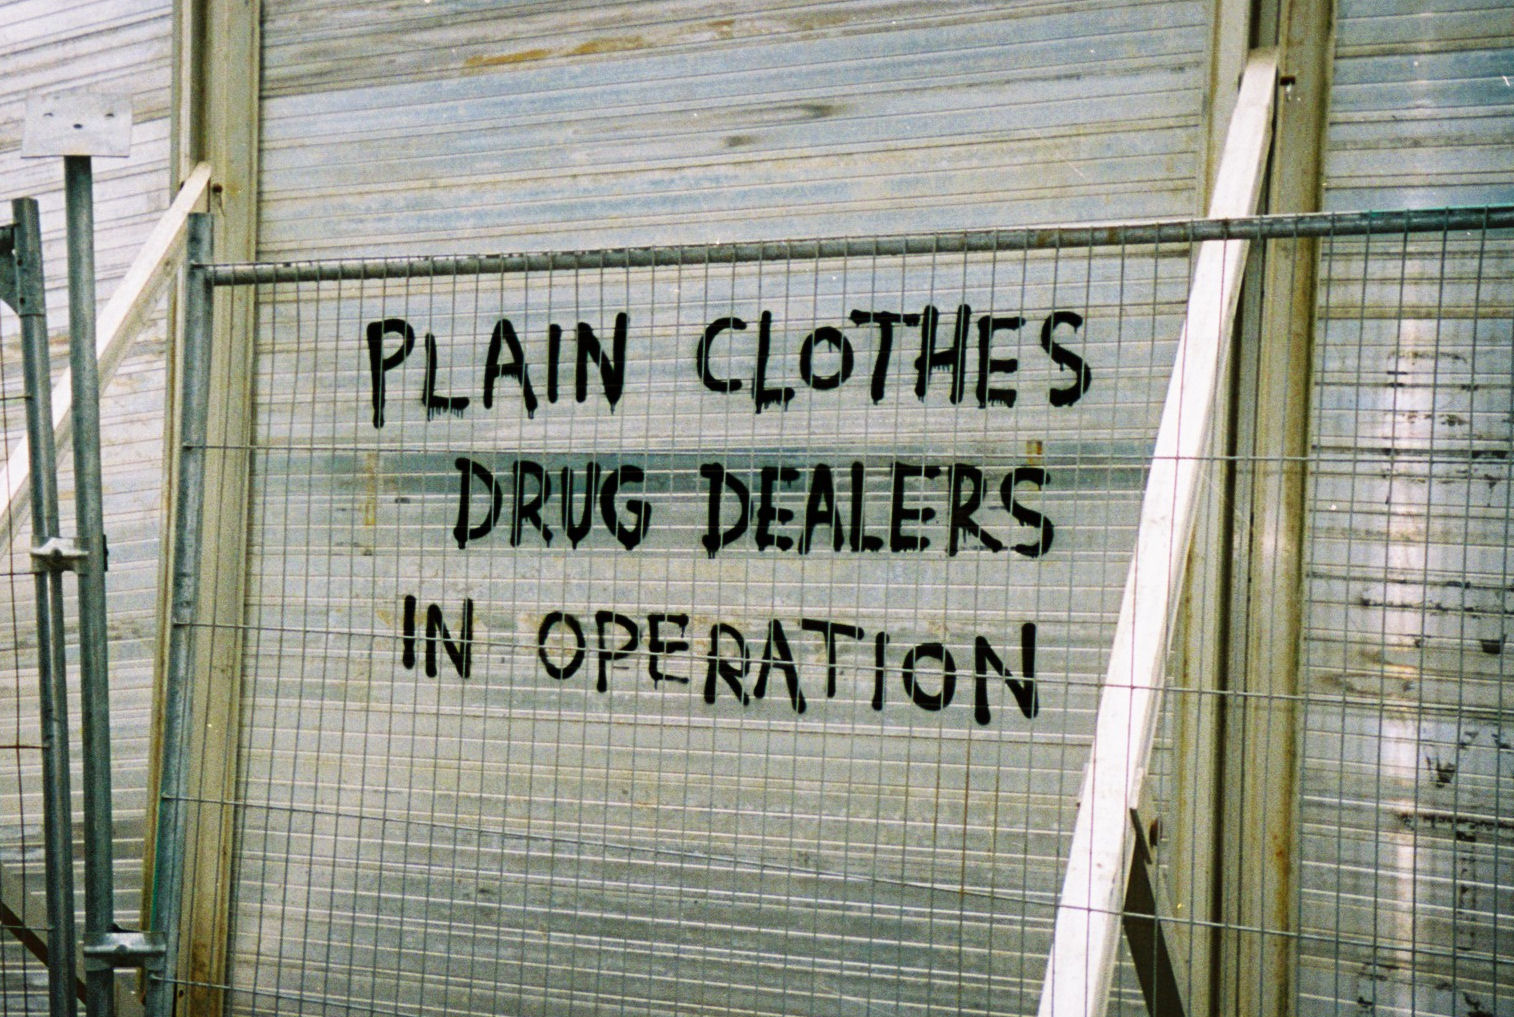 PLAIN CLOTHES
DRUG DEALERS
IN OPERATION